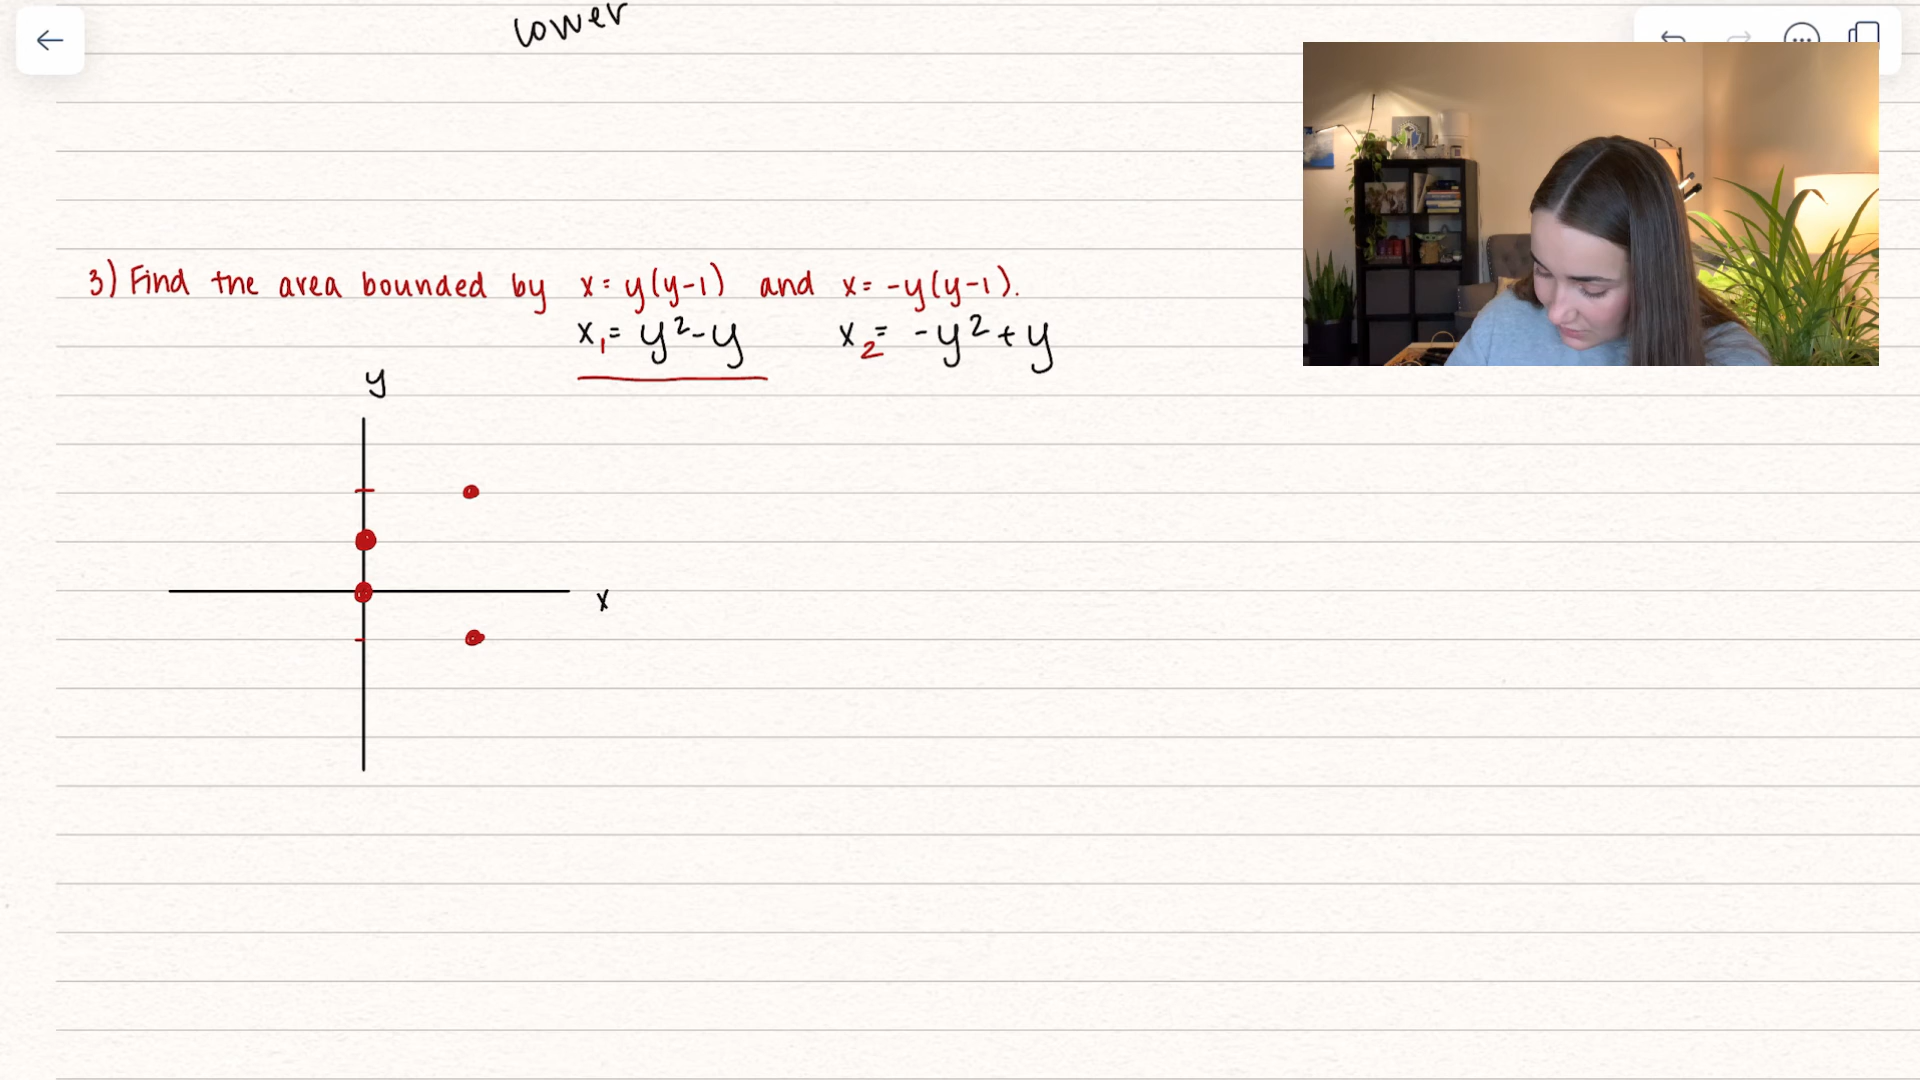 lower
3) Find the area bounded by x = y(y-1) and x = -y(y-1).
x₁ = y² - y
x₂ = -y² + y
y
x